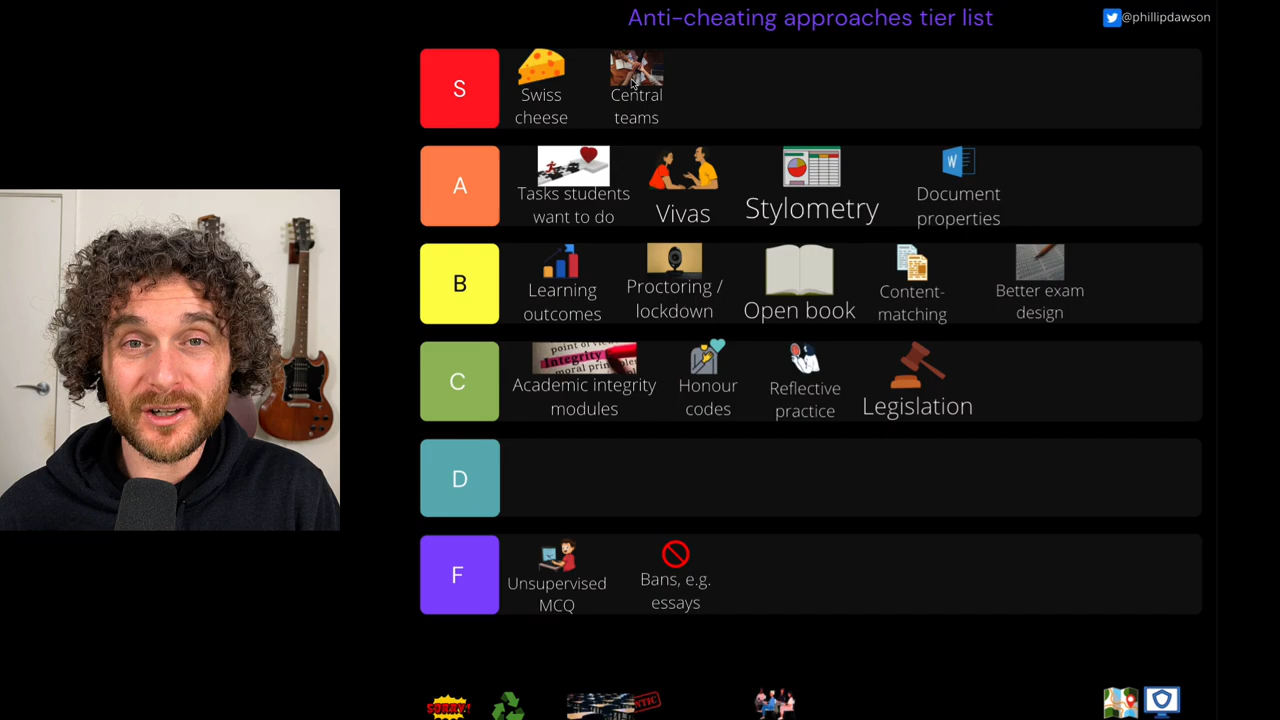 Anti-cheating approaches tier list
@phillipdawson
S
Swiss
cheese
Central
teams
A
Tasks students
want to do
Vivas
Stylometry
Document
properties
B
Learning
outcomes
Proctoring /
lockdown
Open book
Content-
matching
Better exam
design
C
Integrity
Academic integrity
modules
Honour
codes
Reflective
practice
Legislation
D
F
Unsupervised
MCQ
Bans, e.g.
essays
SORRY!